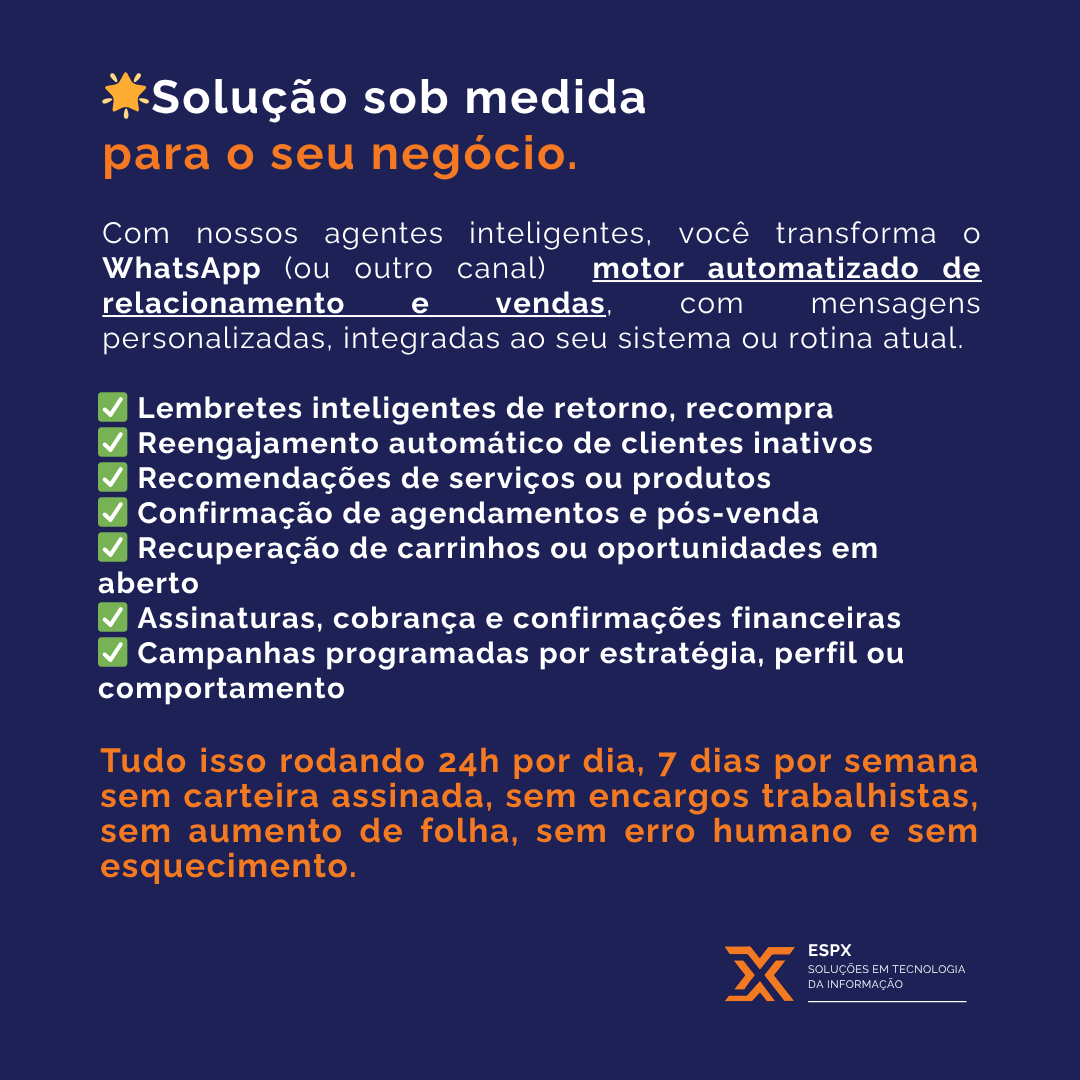 🌟Solução sob medida
para o seu negócio.
Com nossos agentes inteligentes, você transforma o
WhatsApp (ou outro canal) motor automatizado de
relacionamento e vendas, com mensagens
personalizadas, integradas ao seu sistema ou rotina atual.
✅ Lembretes inteligentes de retorno, recompra
✅ Reengajamento automático de clientes inativos
✅ Recomendações de serviços ou produtos
✅ Confirmação de agendamentos e pós-venda
✅ Recuperação de carrinhos ou oportunidades em
aberto
✅ Assinaturas, cobrança e confirmações financeiras
✅ Campanhas programadas por estratégia, perfil ou
comportamento
Tudo isso rodando 24h por dia, 7 dias por semana
sem carteira assinada, sem encargos trabalhistas,
sem aumento de folha, sem erro humano e sem
esquecimento.
ESPX
SOLUÇÕES EM TECNOLOGIA
DA INFORMAÇÃO